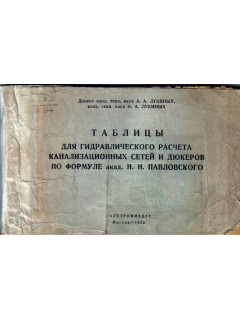 Доцент канд. техн. наук А. А. ЛУКИНЫХ,
канд. техн. наук Н. А. ЛУКИНЫХ
ТАБЛИЦЫ
ДЛЯ ГИДРАВЛИЧЕСКОГО РАСЧЕТА
КАНАЛИЗАЦИОННЫХ СЕТЕЙ И ДЮКЕРОВ
ПО ФОРМУЛЕ акад. Н. Н. ПАВЛОВСКОГО
Москва